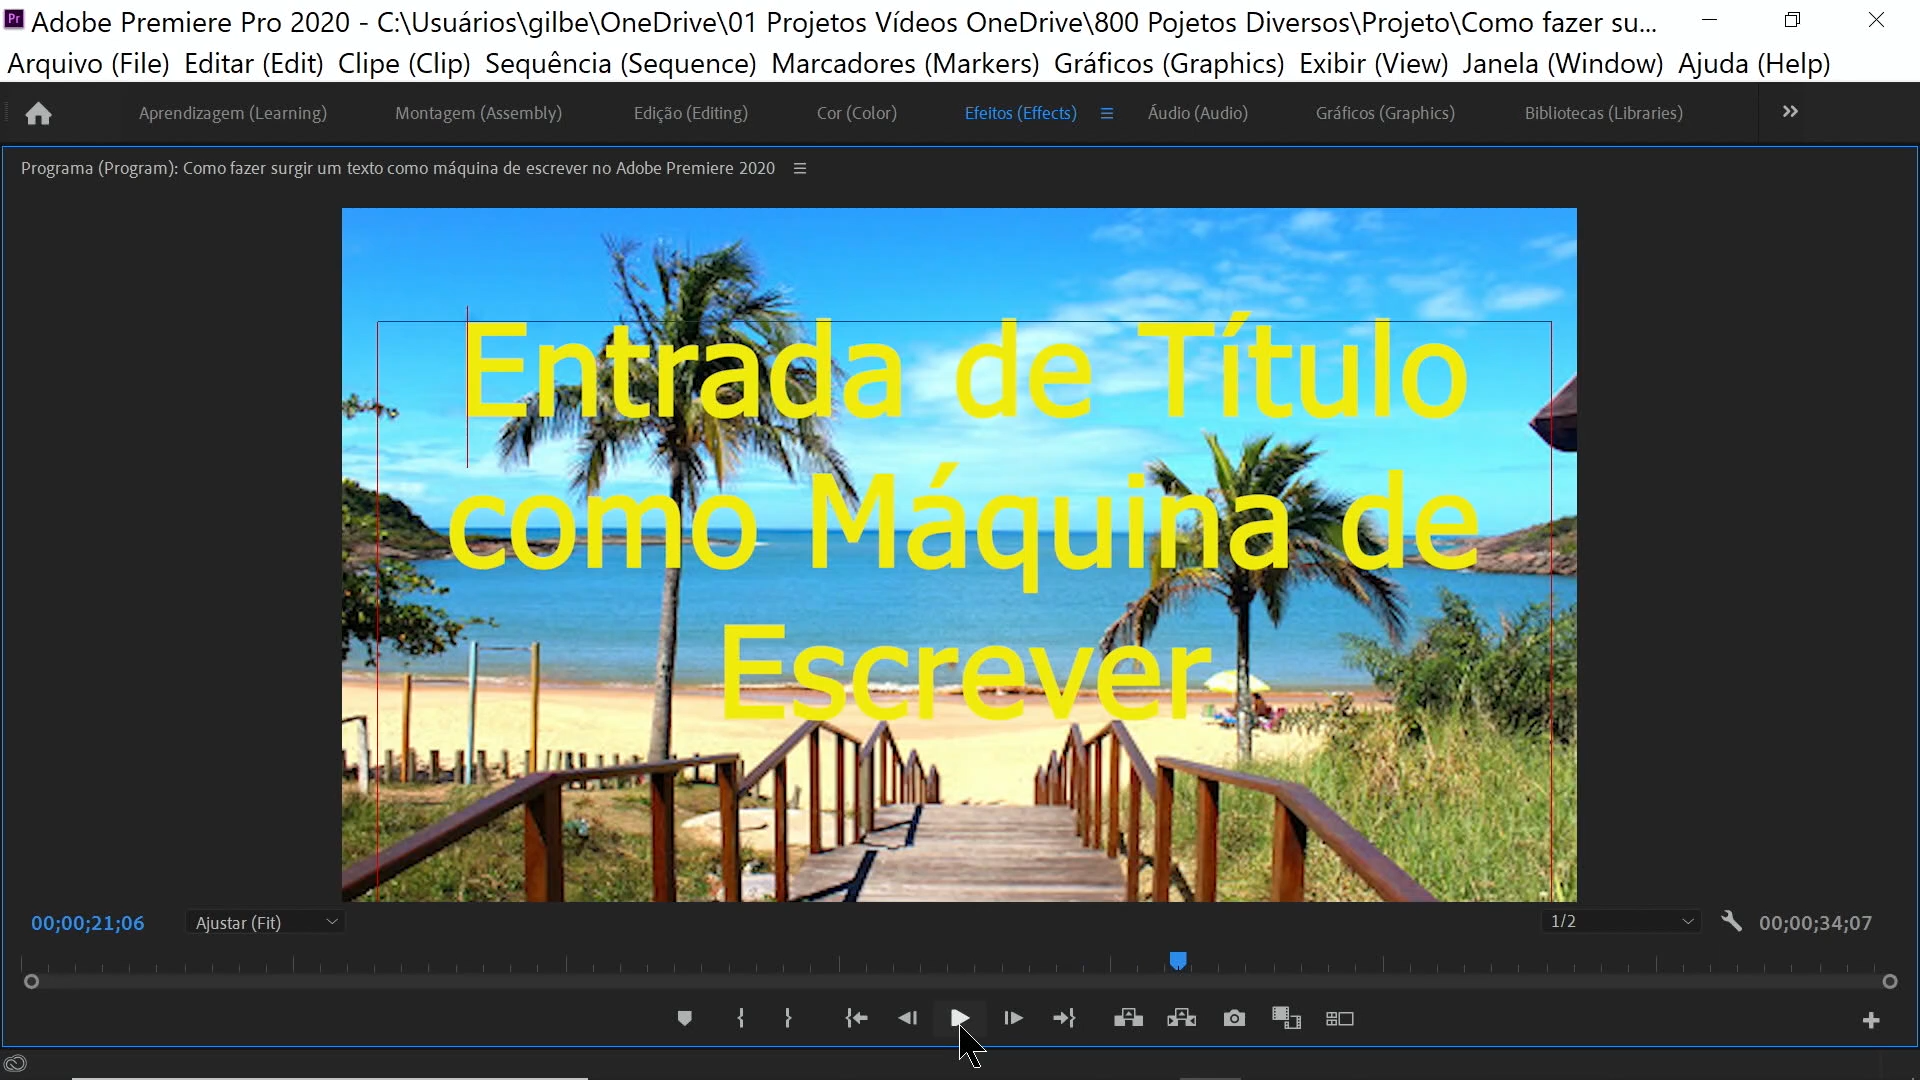 Pr Adobe Premiere Pro 2020 - C:\Usuários\gilbe\OneDrive\01 Projetos Vídeos OneDrive\800 Pojetos Diversos\Projeto\Como fazer su...
Arquivo (File) Editar (Edit) Clipe (Clip) Sequência (Sequence) Marcadores (Markers) Gráficos (Graphics) Exibir (View) Janela (Window) Ajuda (Help)
Aprendizagem (Learning) Montagem (Assembly) Edição (Editing) Cor (Color) Efeitos (Effects) Áudio (Audio) Gráficos (Graphics) Bibliotecas (Libraries)
Programa (Program): Como fazer surgir um texto como máquina de escrever no Adobe Premiere 2020
Entrada de Título
como Máquina de
Escrever
00;00;21;06 Ajustar (Fit) 1/2 00;00;34;07